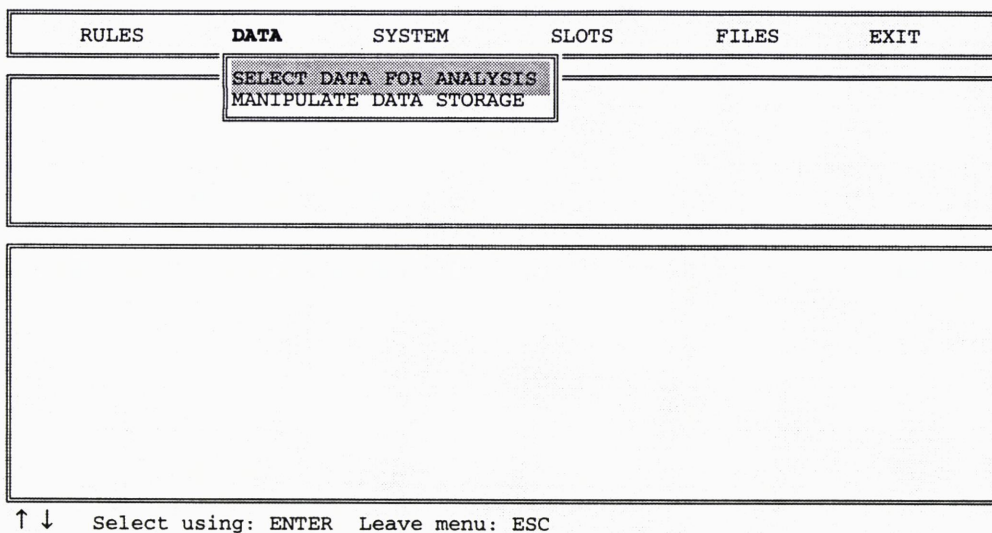 RULES DATA SYSTEM SLOTS FILES EXIT
SELECT DATA FOR ANALYSIS
MANIPULATE DATA STORAGE
↑ ↓ Select using: ENTER Leave menu: ESC